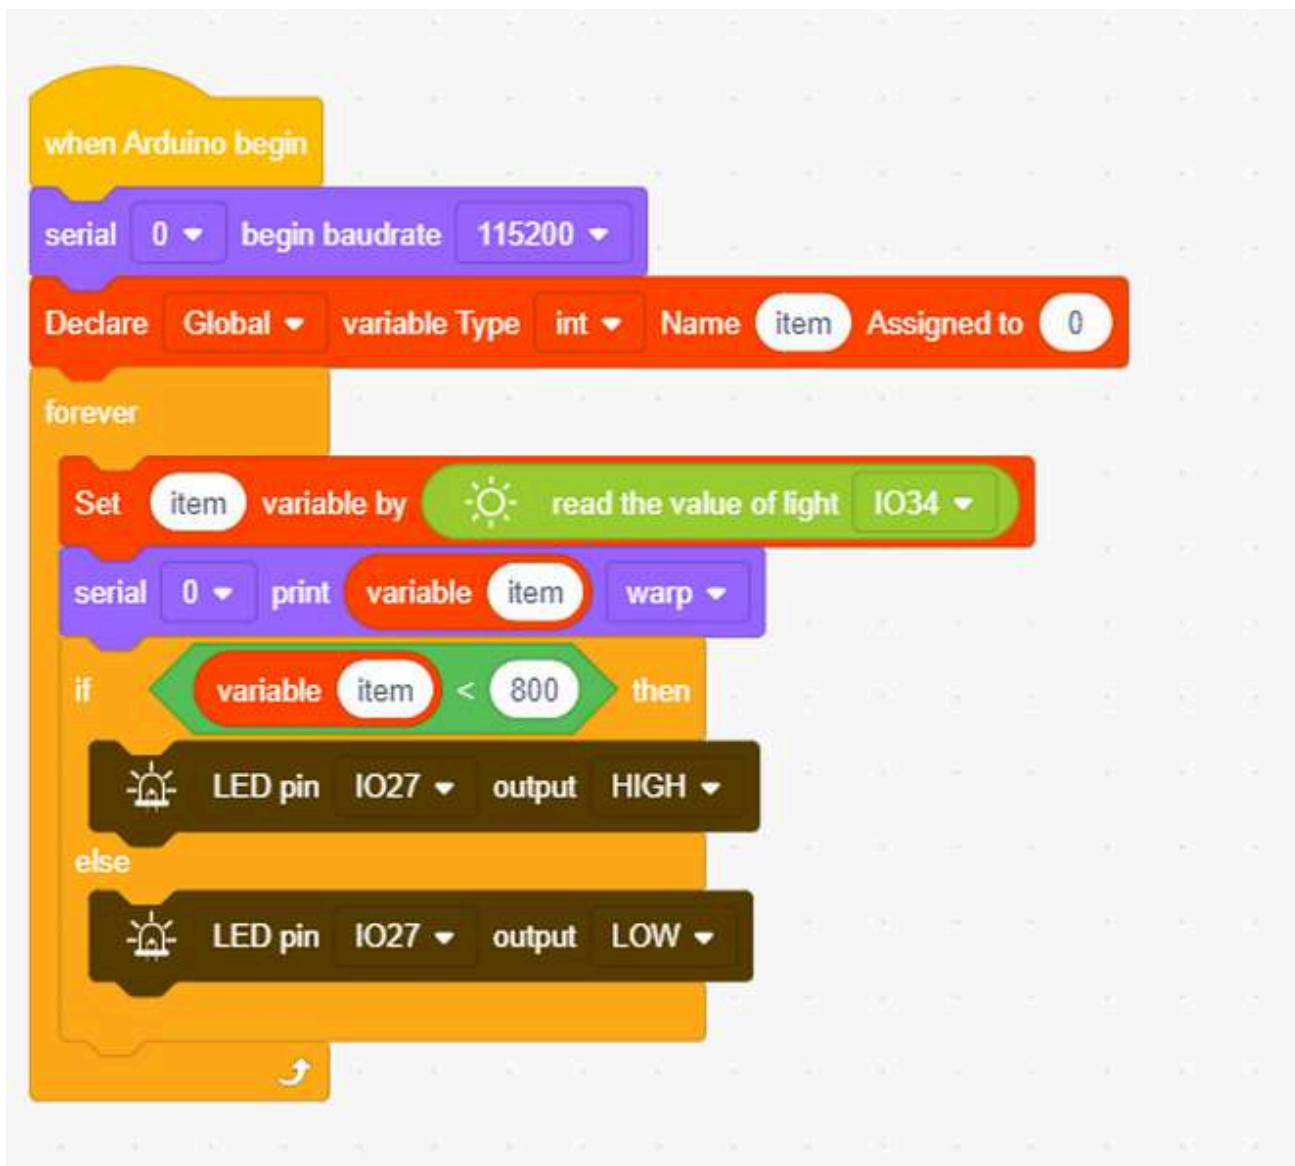 when Arduino begin
serial 0 begin baudrate 115200
Declare Global variable Type int Name item Assigned to 0
forever
Set item variable by read the value of light IO34
serial 0 print variable item warp
if variable item < 800 then
LED pin IO27 output HIGH
else
LED pin IO27 output LOW